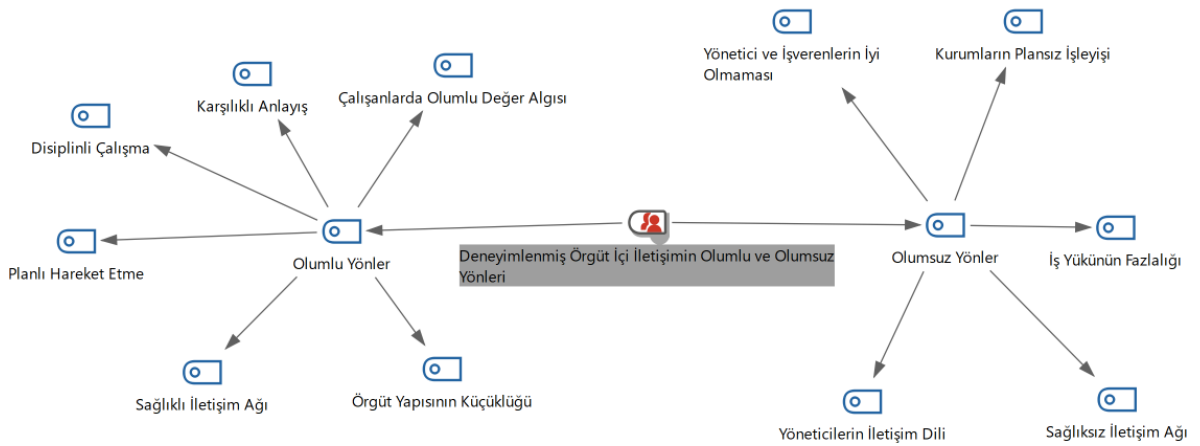 Yönetici ve İşverenlerin İyi
Olmaması
Kurumların Plansız İşleyişi
Karşılıklı Anlayış
Çalışanlarda Olumlu Değer Algısı
Disiplinli Çalışma
Planlı Hareket Etme
Olumlu Yönler
Deneyimlenmiş Örgüt İçi İletişimin Olumlu ve Olumsuz
Yönleri
Olumsuz Yönler
İş Yükünün Fazlalığı
Sağlıklı İletişim Ağı
Örgüt Yapısının Küçüklüğü
Yöneticilerin İletişim Dili
Sağlıksız İletişim Ağı